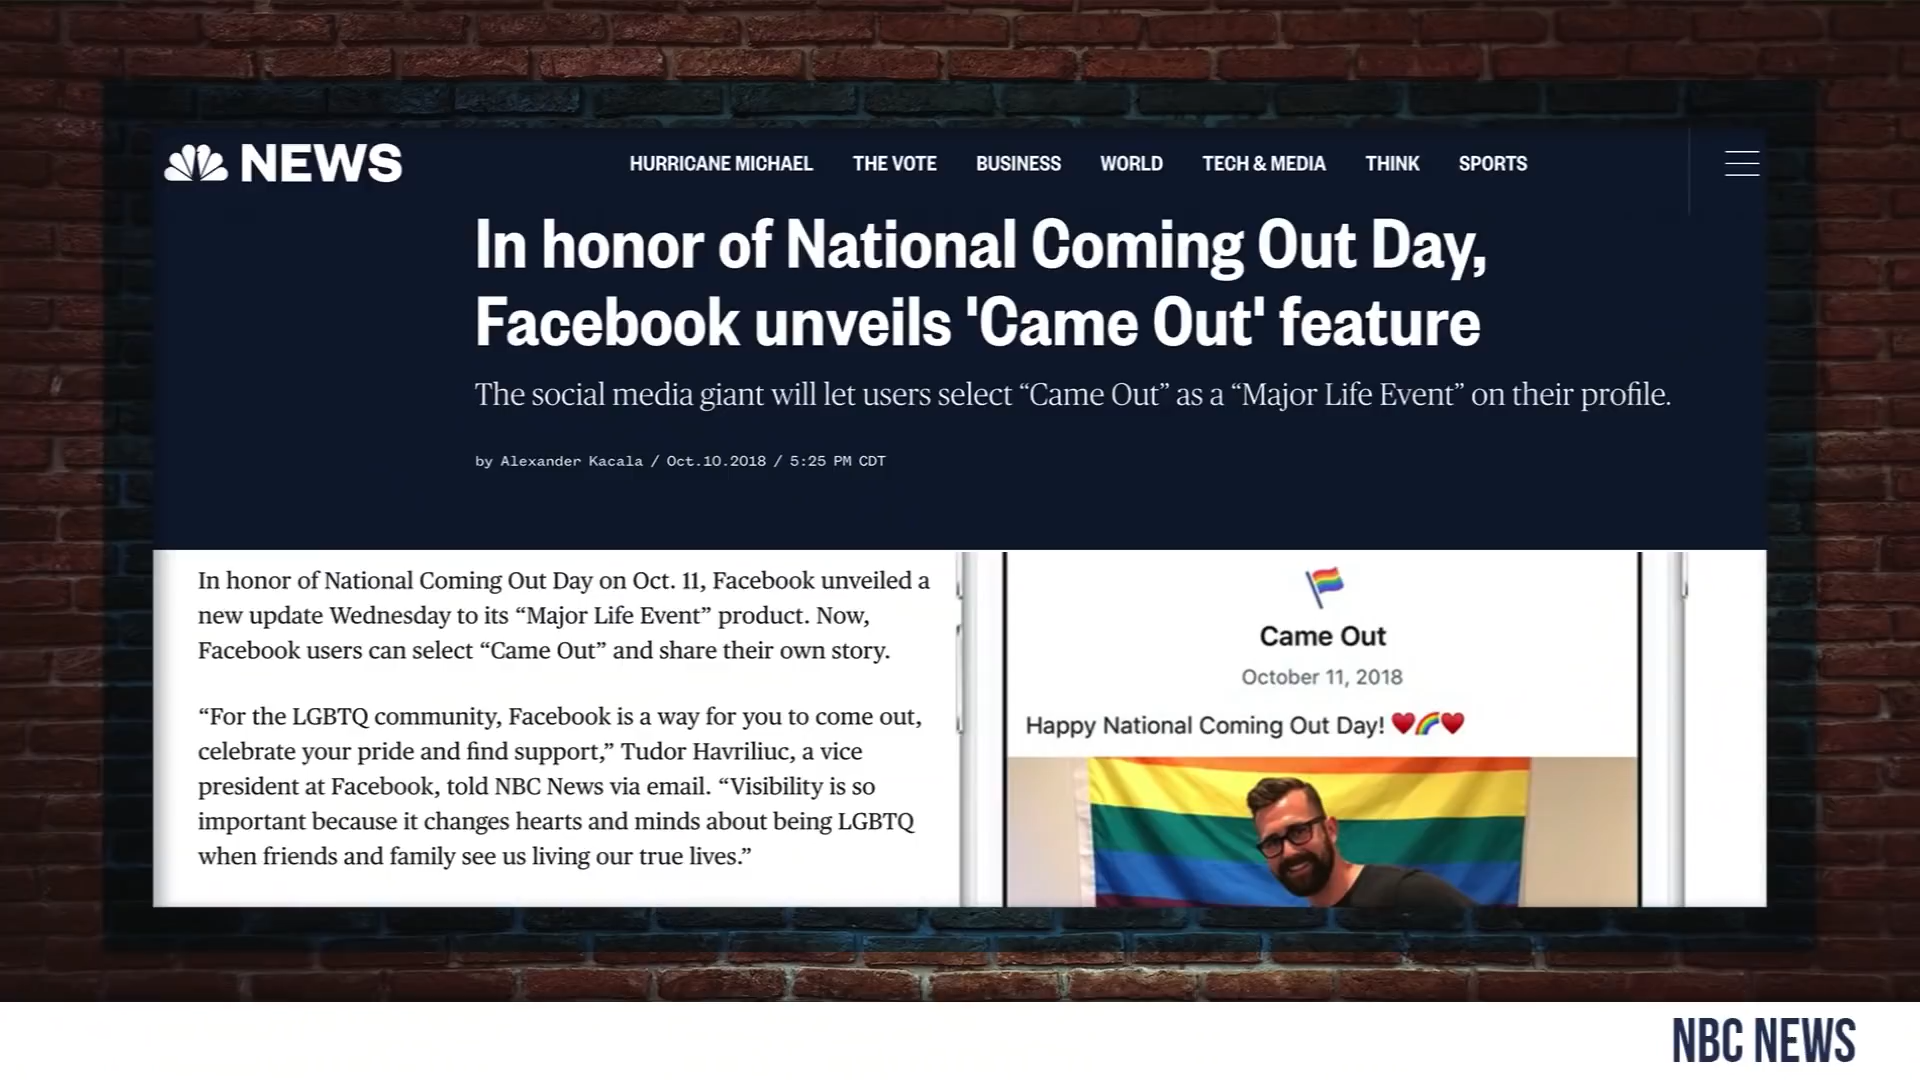 NEWS
HURRICANE MICHAEL THE VOTE BUSINESS WORLD TECH & MEDIA THINK SPORTS
In honor of National Coming Out Day,
Facebook unveils 'Came Out' feature
The social media giant will let users select “Came Out” as a “Major Life Event” on their profile.
by Alexander Kacala / Oct.10.2018 / 5:25 PM CDT
In honor of National Coming Out Day on Oct. 11, Facebook unveiled a
new update Wednesday to its “Major Life Event” product. Now,
Facebook users can select “Came Out” and share their own story.
“For the LGBTQ community, Facebook is a way for you to come out,
celebrate your pride and find support,” Tudor Havriliuc, a vice
president at Facebook, told NBC News via email. “Visibility is so
important because it changes hearts and minds about being LGBTQ
when friends and family see us living our true lives.”
Came Out
October 11, 2018
Happy National Coming Out Day! ❤️🌈❤️
NBC NEWS